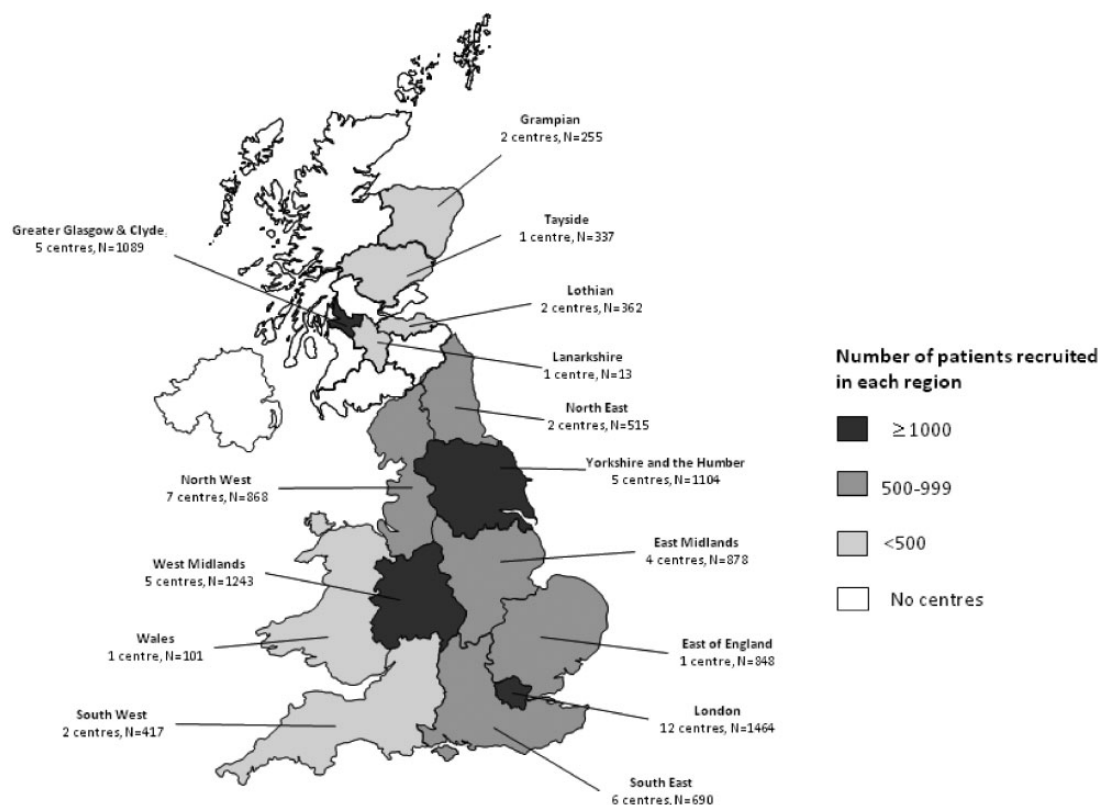 Grampian
2 centres, N=255
Tayside
1 centre, N=337
Greater Glasgow & Clyde,
5 centres, N=1089
Lothian
2 centres, N=362
Lanarkshire
1 centre, N=13
North East
2 centres, N=515
Yorkshire and the Humber
5 centres, N=1104
North West
7 centres, N=868
East Midlands
4 centres, N=878
West Midlands
5 centres, N=1243
Wales
1 centre, N=101
East of England
1 centre, N=848
South West
2 centres, N=417
London
12 centres, N=1464
South East
6 centres, N=690
Number of patients recruited
in each region
≥1000
500-999
<500
No centres